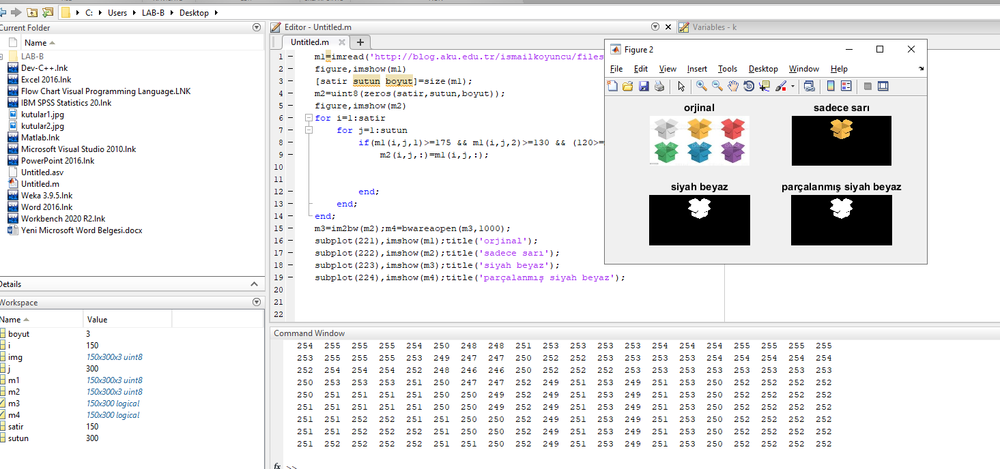 C: Users LAB-B Desktop
Current Folder
Name
LAB-B
Dev-C++.lnk
Excel 2016.lnk
Flow Chart Visual Programming Language.LNK
IBM SPSS Statistics 20.lnk
kutular1.jpg
kutular2.jpg
Matlab.lnk
Microsoft Visual Studio 2010.lnk
PowerPoint 2016.lnk
Untitled.asv
Untitled.m
Weka 3.9.5.lnk
Word 2016.lnk
Workbench 2020 R2.lnk
Yeni Microsoft Word Belgesi.docx
Details
Workspace
Name Value
boyut 3
i 150
img 150x300x3 uint8
j 300
m1 150x300x3 uint8
m2 150x300x3 uint8
m3 150x300 logical
m4 150x300 logical
satir 150
sutun 300
Editor - Untitled.m
Variables - k
Untitled.m
1 m1=imread('http://blog.aku.edu.tr/ismailkoyuncu/files
2 figure,imshow(m1)
3 [satir sutun boyut]=size(m1);
4 m2=uint8(zeros(satir,sutun,boyut));
5 figure,imshow(m2)
6 for i=1:satir
7 for j=1:sutun
8 if(m1(i,j,1)>=175 && m1(i,j,2)>=130 && (120>=
9 m2(i,j,:)=m1(i,j,:);
10
11
12 end;
13 end;
14 end;
15 m3=im2bw(m2);m4=bwareaopen(m3,1000);
16 subplot(221),imshow(m1);title('orjinal');
17 subplot(222),imshow(m2);title('sadece sarı');
18 subplot(223),imshow(m3);title('siyah beyaz');
19 subplot(224),imshow(m4);title('parçalanmış siyah beyaz');
20
21
22
Figure 2
File Edit View Insert Tools Desktop Window Help
orjinal
sadece sarı
siyah beyaz
parçalanmış siyah beyaz
Command Window
254 255 255 255 254 250 248 248 251 253 253 253 253 254 254 254 255 255 255 255
253 255 255 255 253 249 247 247 250 252 252 253 253 253 253 254 254 254 254 254
252 254 254 254 252 248 246 246 250 252 252 252 253 253 253 253 253 253 253 253
250 253 253 253 251 250 247 247 252 249 251 253 249 251 253 250 252 252 252 252
250 251 251 251 251 250 250 249 252 249 251 253 249 251 253 250 252 252 252 252
251 251 251 251 251 250 250 249 252 249 251 253 249 251 253 250 252 252 252 252
251 251 252 252 251 251 250 250 252 249 251 253 249 251 253 250 252 252 252 252
251 251 252 252 252 251 250 250 252 249 251 253 249 251 253 250 252 252 252 252
251 252 252 252 252 251 251 250 252 249 251 253 249 251 253 250 252 252 252 252
fx >>